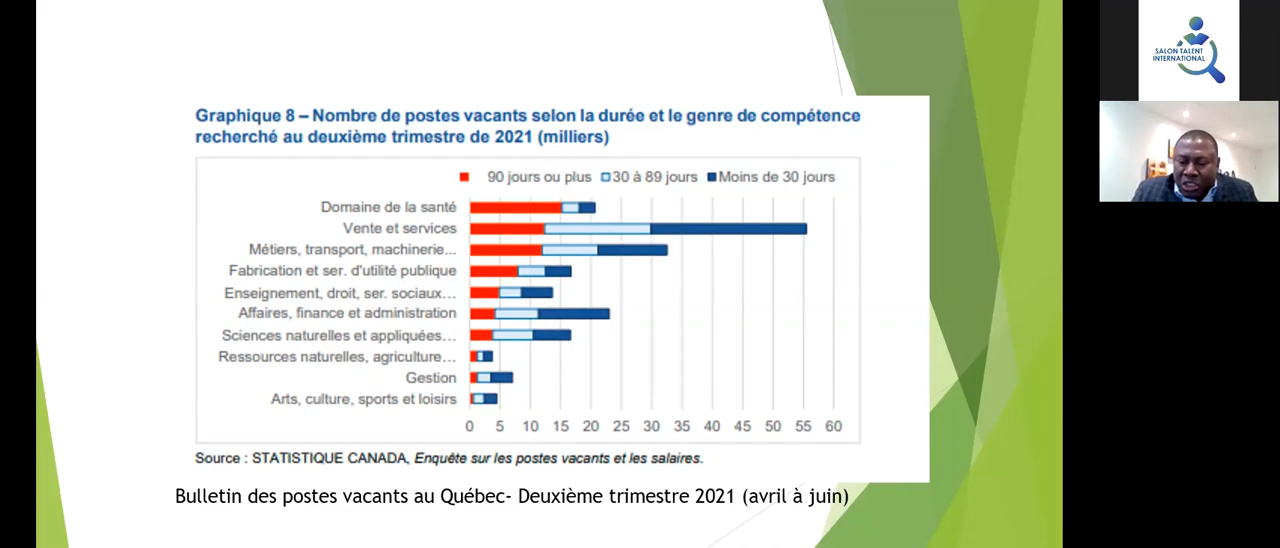 SALON TALENT
INTERNATIONAL
Graphique 8 – Nombre de postes vacants selon la durée et le genre de compétence
recherché au deuxième trimestre de 2021 (milliers)
90 jours ou plus 30 à 89 jours Moins de 30 jours
Domaine de la santé
Vente et services
Métiers, transport, machinerie...
Fabrication et ser. d'utilité publique
Enseignement, droit, ser. sociaux...
Affaires, finance et administration
Sciences naturelles et appliquées...
Ressources naturelles, agriculture...
Gestion
Arts, culture, sports et loisirs
0 5 10 15 20 25 30 35 40 45 50 55 60
Source : STATISTIQUE CANADA, Enquête sur les postes vacants et les salaires.
Bulletin des postes vacants au Québec- Deuxième trimestre 2021 (avril à juin)